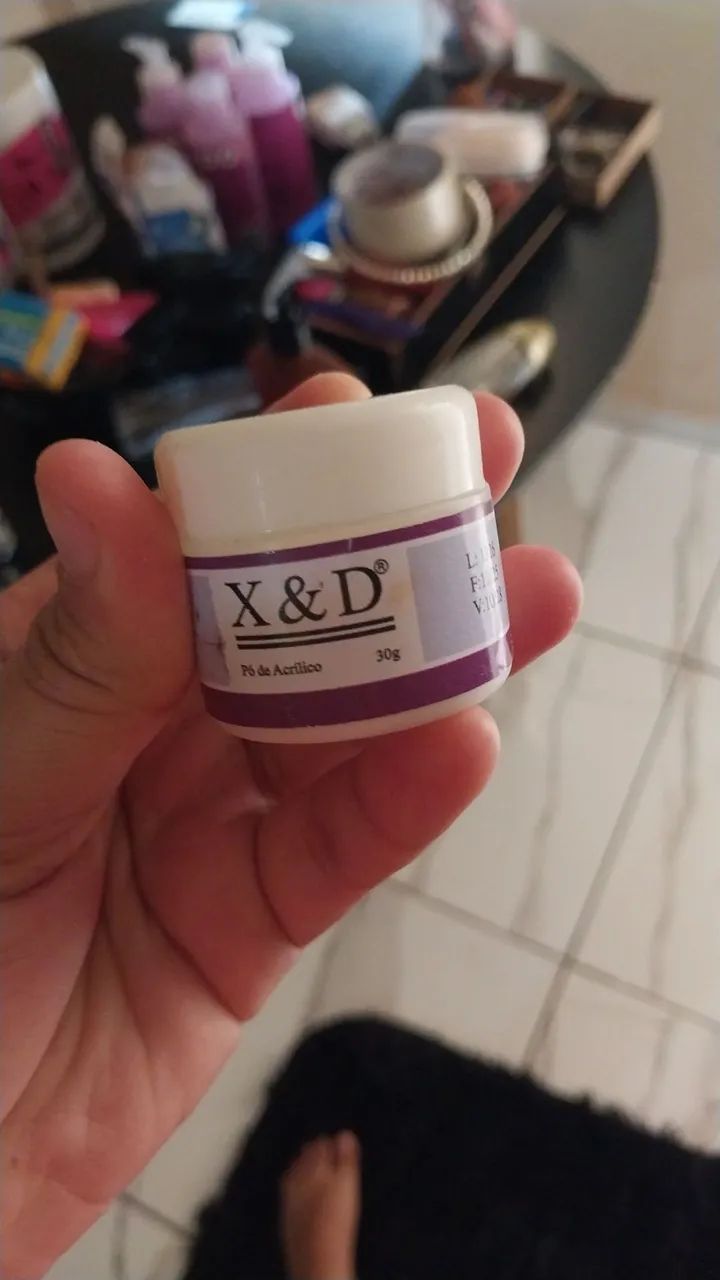 X & D®
Pó de Acrílico 30g